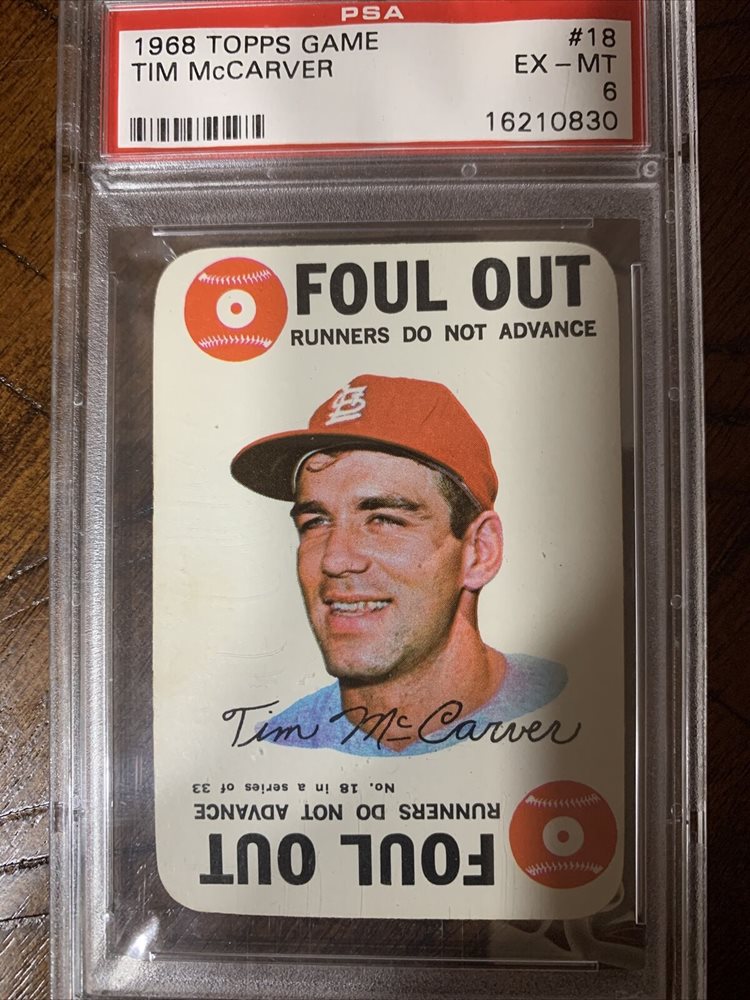 PSA
1968 TOPPS GAME #18
TIM McCARVER EX - MT
6
16210830
FOUL OUT
RUNNERS DO NOT ADVANCE
StL
Tim McCarver
No. 18 in a series of 33
RUNNERS DO NOT ADVANCE
FOUL OUT